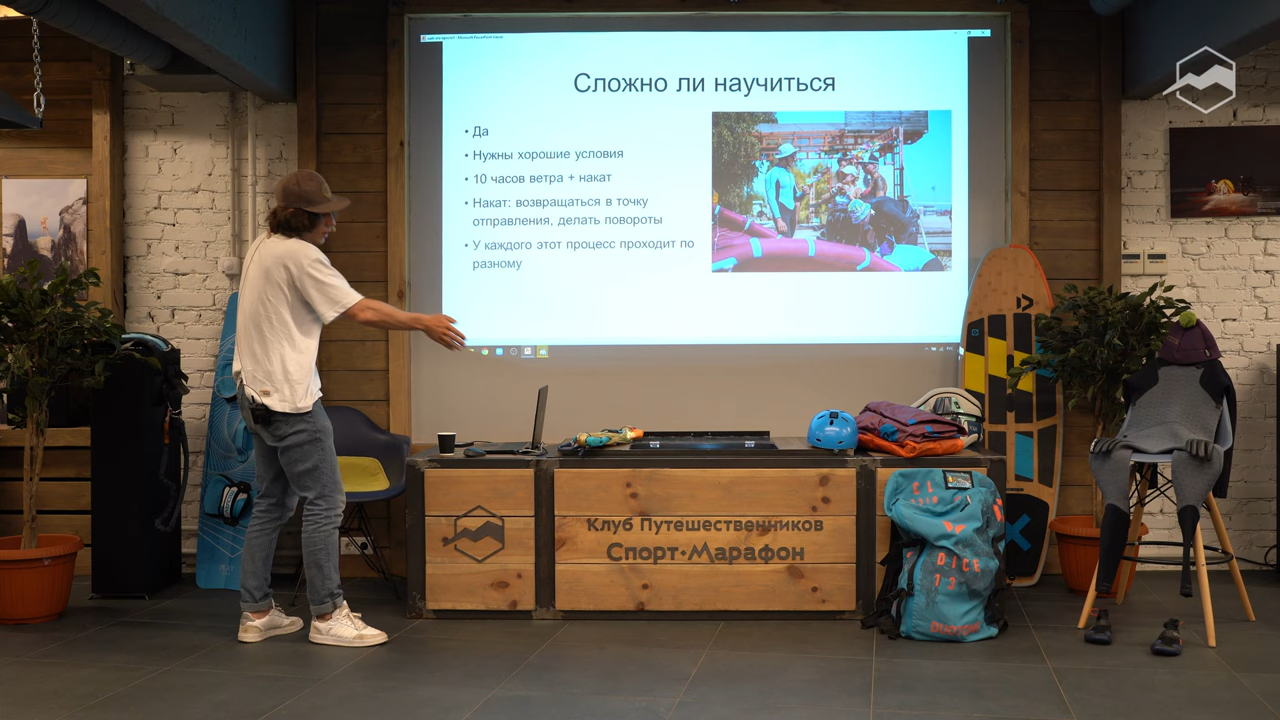 Сложно ли научиться
• Да
• Нужны хорошие условия
• 10 часов ветра + накат
• Накат: возвращаться в точку
отправления, делать повороты
• У каждого этот процесс проходит по
разному
Клуб Путешественников
Спорт-Марафон
DICE
13